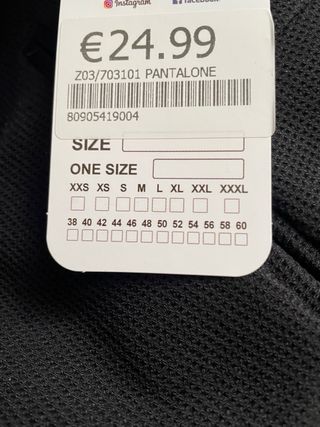 Instagram facebook
€24.99
Z03/703101 PANTALONE
80905419004
SIZE
ONE SIZE
XXS XS S M L XL XXL XXXL
38 40 42 44 46 48 50 52 54 56 58 60